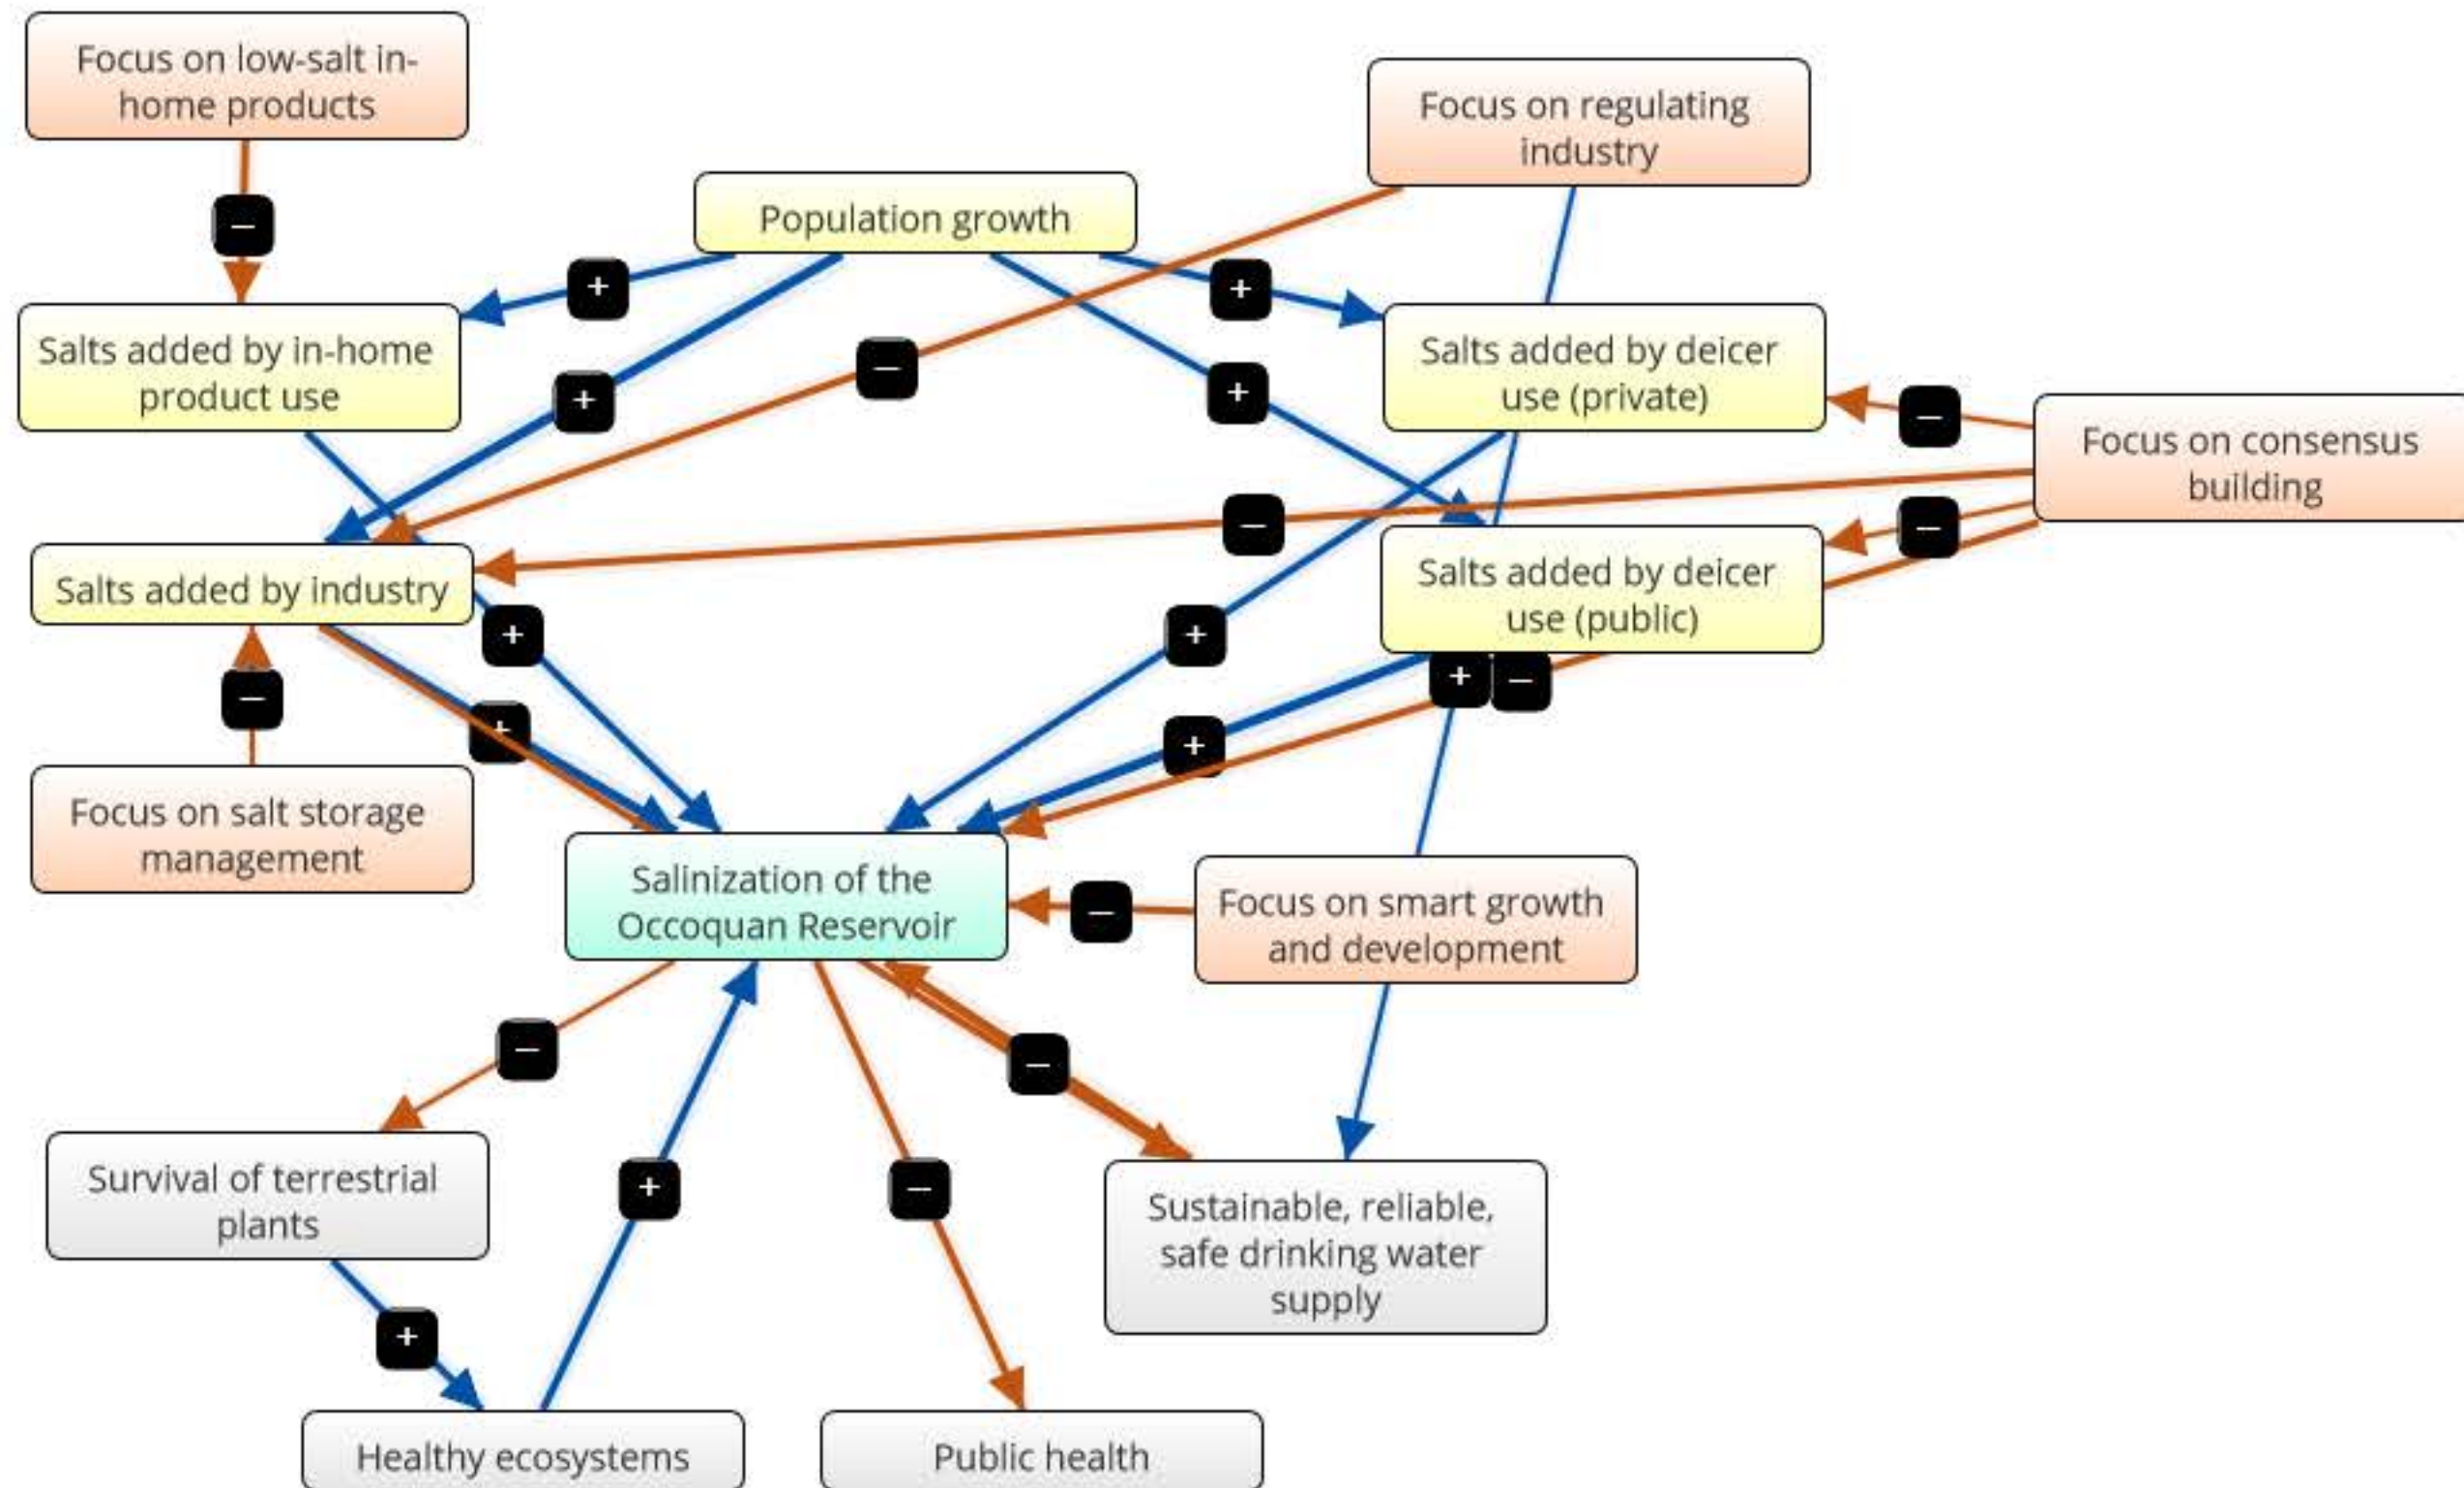 Focus on low-salt in-
home products
Focus on regulating
industry
Population growth
–
+
+
Salts added by in-home
product use
–
+
+
Salts added by deicer
use (private)
–
Focus on consensus
building
–
–
Salts added by industry
Salts added by deicer
use (public)
+
+
–
+
–
+
+
Focus on salt storage
management
Salinization of the
Occoquan Reservoir
–
Focus on smart growth
and development
–
–
Survival of terrestrial
plants
+
–
Sustainable, reliable,
safe drinking water
supply
+
Healthy ecosystems
Public health